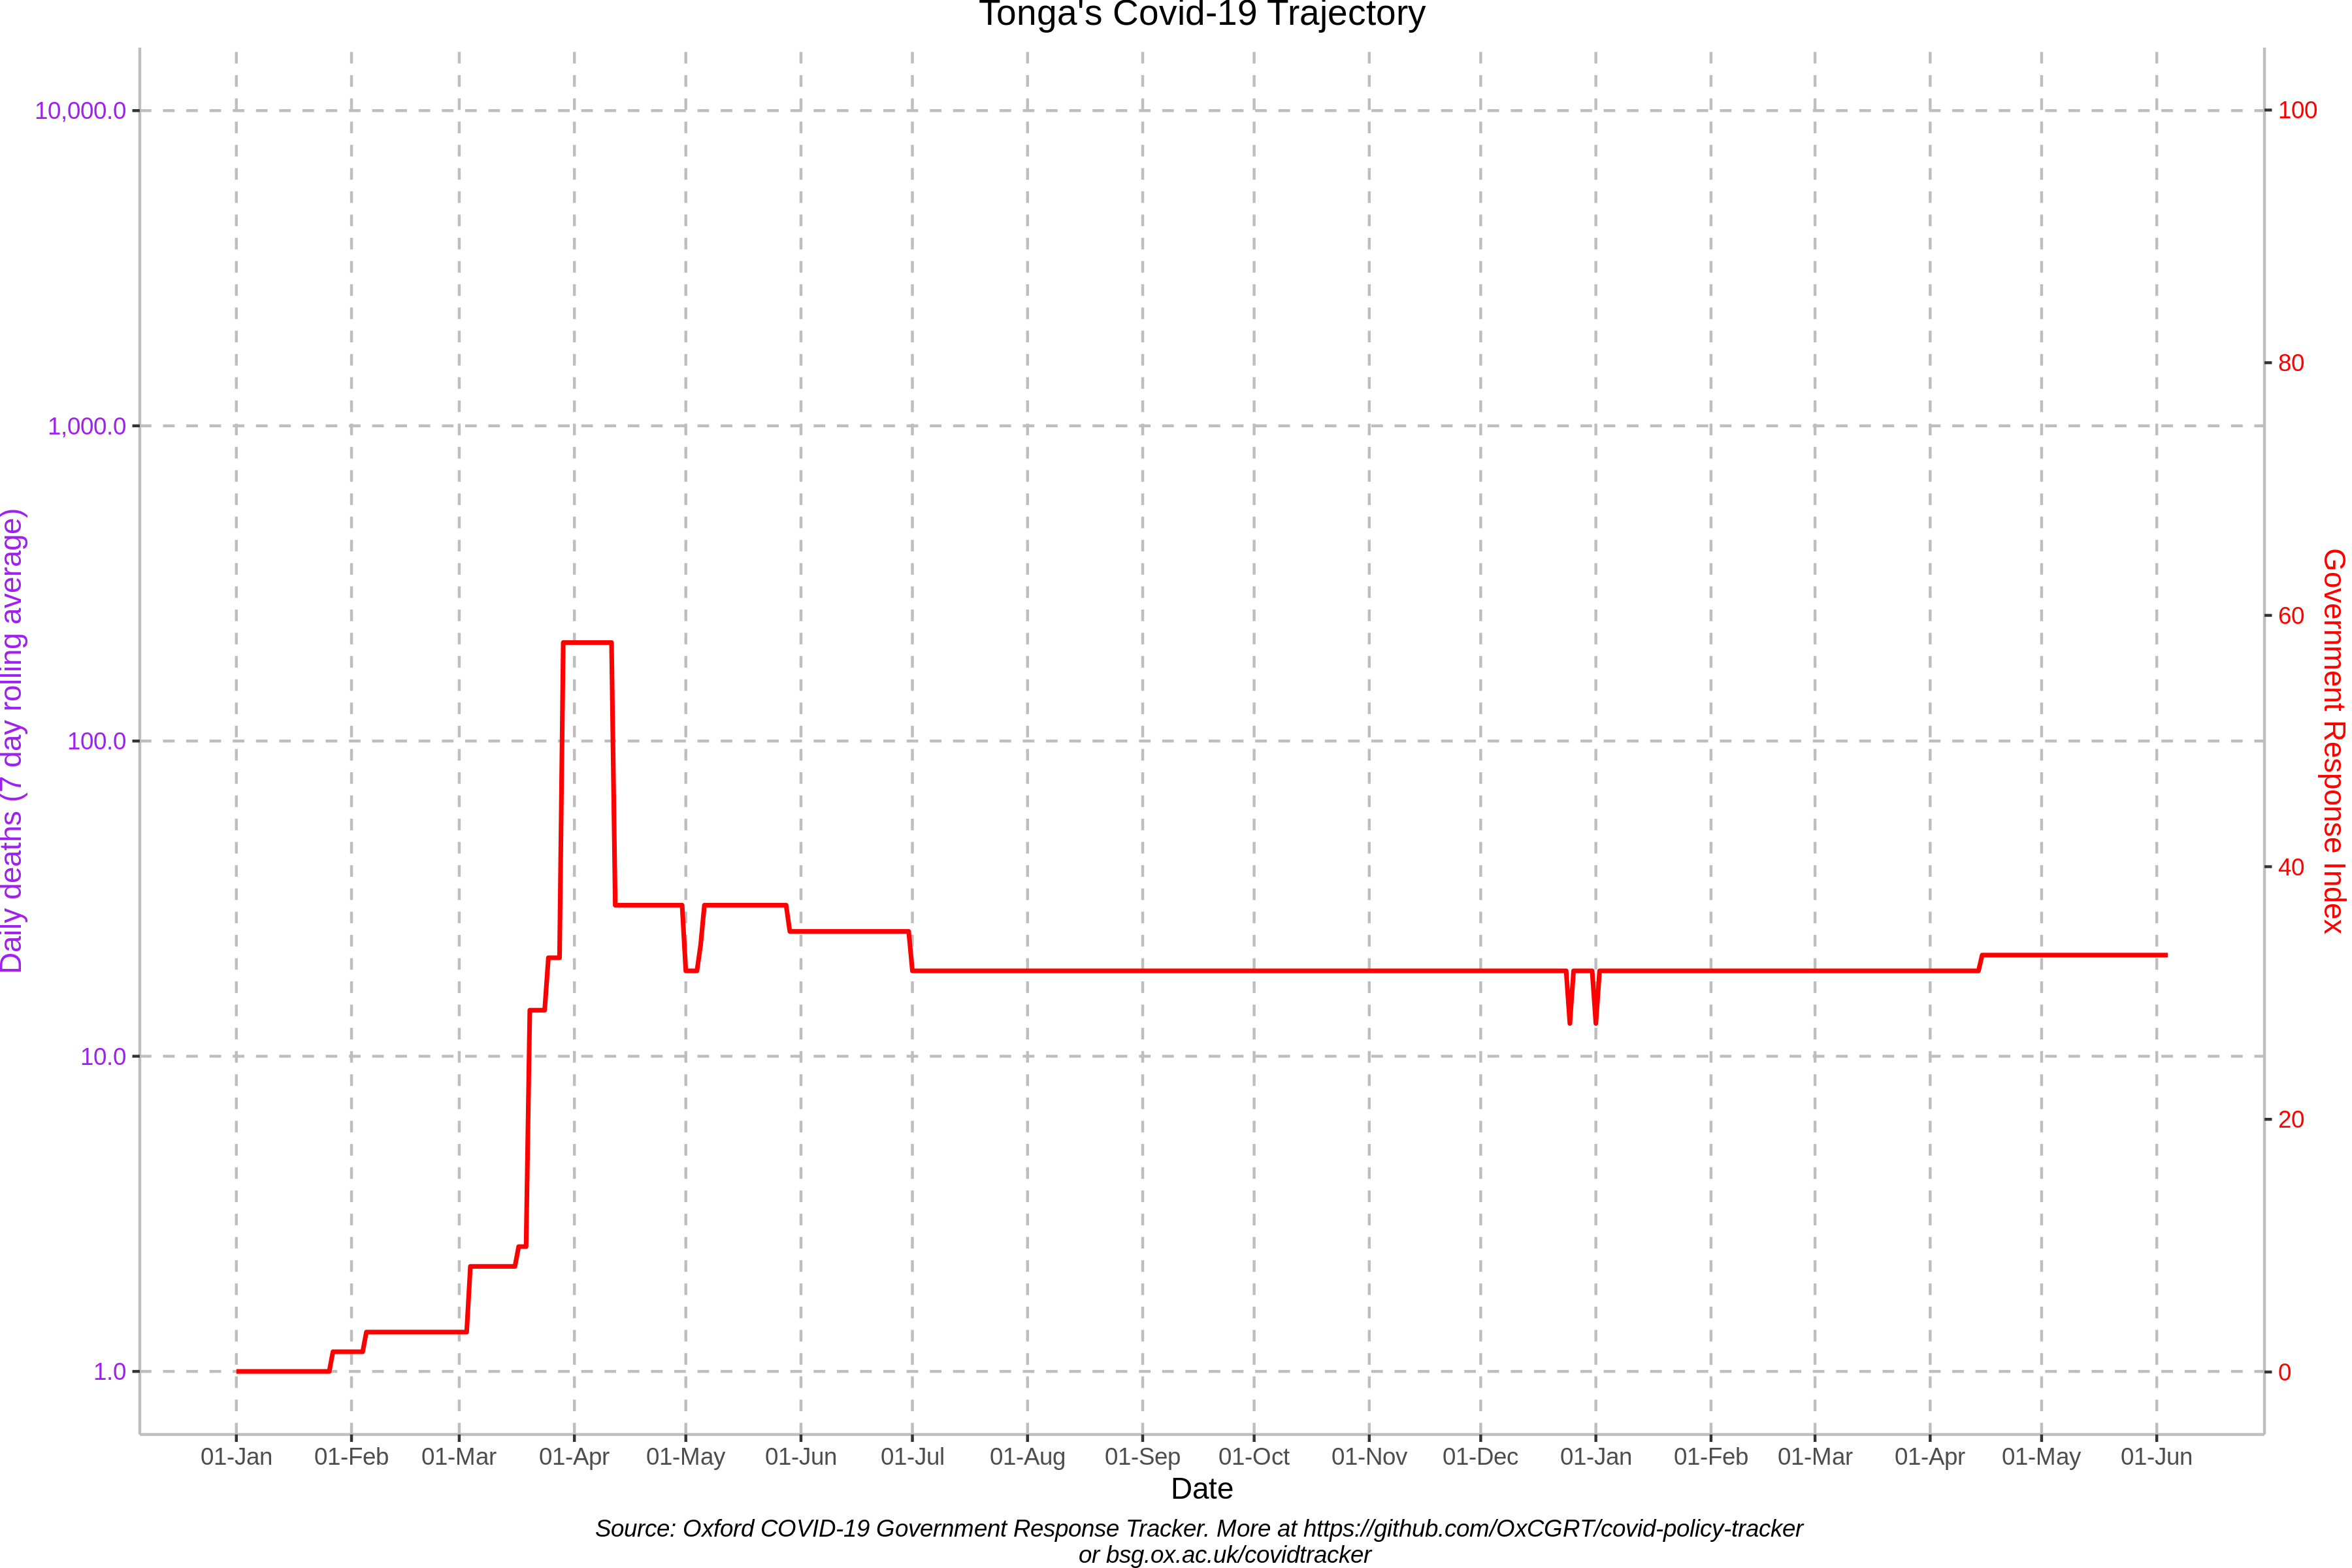 Tonga's Covid-19 Trajectory
10,000.0
1,000.0
100.0
10.0
1.0
Daily deaths (7 day rolling average)
100
80
60
40
20
0
Government Response Index
01-Jan 01-Feb 01-Mar 01-Apr 01-May 01-Jun 01-Jul 01-Aug 01-Sep 01-Oct 01-Nov 01-Dec 01-Jan 01-Feb 01-Mar 01-Apr 01-May 01-Jun
Date
Source: Oxford COVID-19 Government Response Tracker. More at https://github.com/OxCGRT/covid-policy-tracker
or bsg.ox.ac.uk/covidtracker